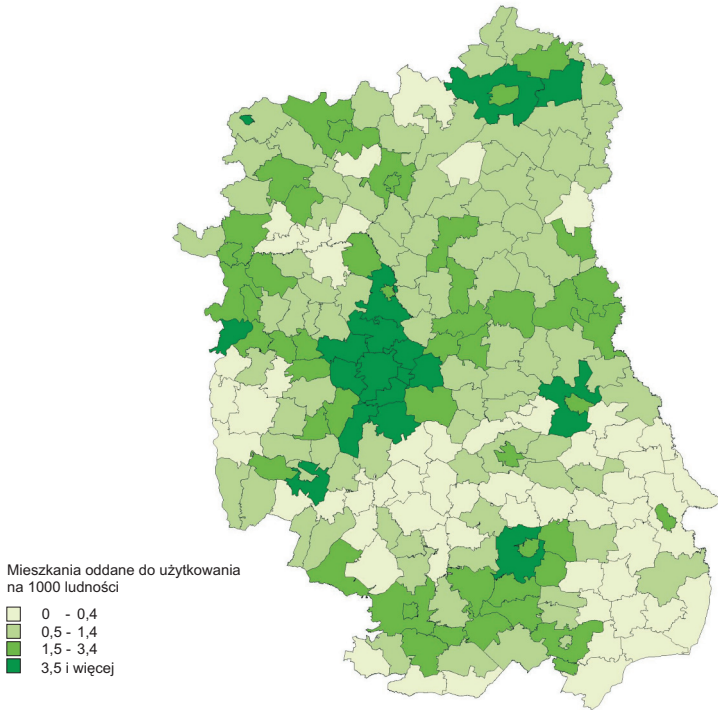 Mieszkania oddane do użytkowania
na 1000 ludności
0 - 0,4
0,5 - 1,4
1,5 - 3,4
3,5 i więcej